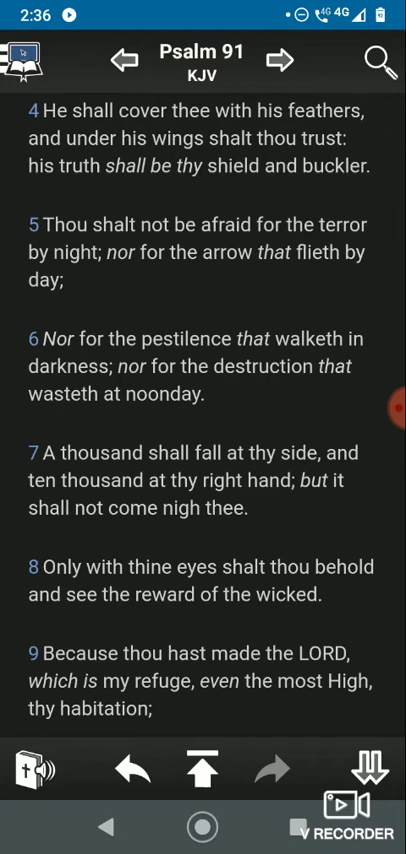 2:36 4G 4G 92
Psalm 91
KJV
4 He shall cover thee with his feathers,
and under his wings shalt thou trust:
his truth shall be thy shield and buckler.
5 Thou shalt not be afraid for the terror
by night; nor for the arrow that flieth by
day;
6 Nor for the pestilence that walketh in
darkness; nor for the destruction that
wasteth at noonday.
7 A thousand shall fall at thy side, and
ten thousand at thy right hand; but it
shall not come nigh thee.
8 Only with thine eyes shalt thou behold
and see the reward of the wicked.
9 Because thou hast made the LORD,
which is my refuge, even the most High,
thy habitation;
V RECORDER